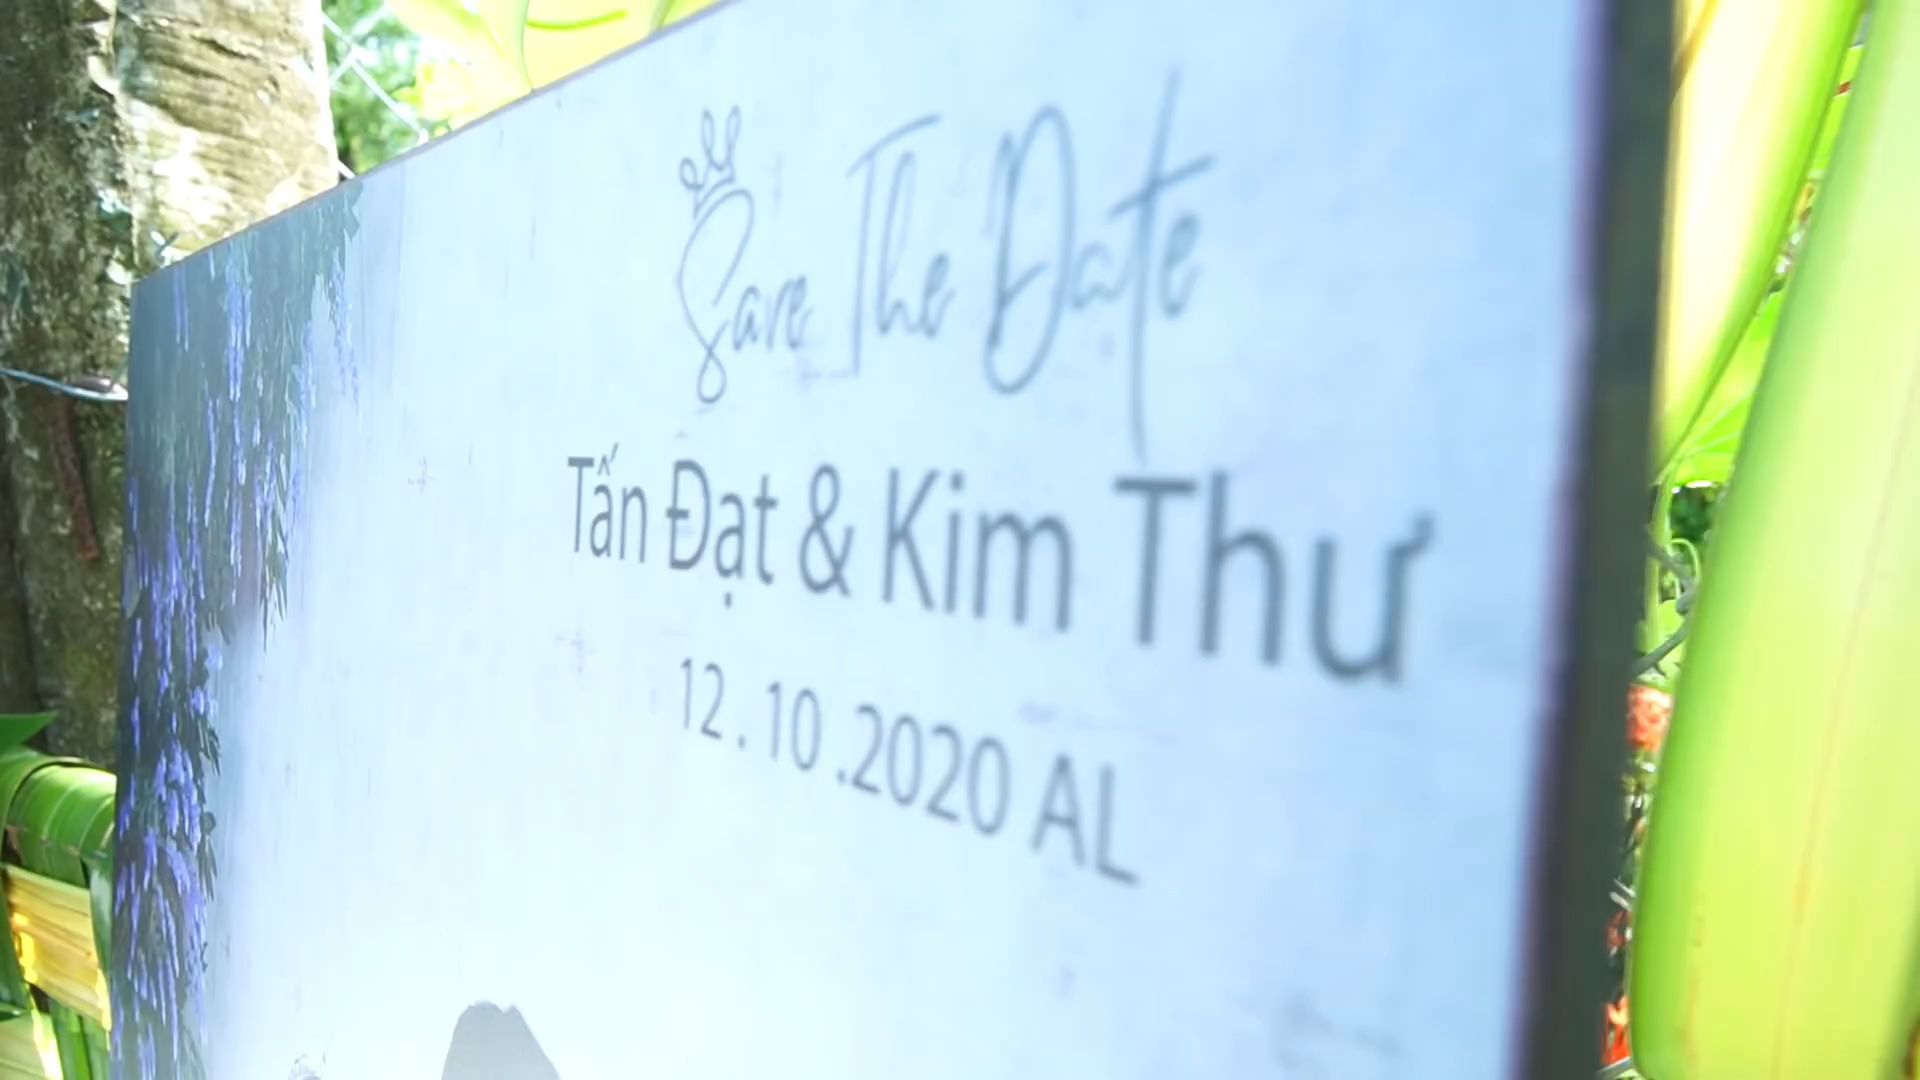 Save The Date
Tấn Đạt & Kim Thư
12.10.2020 AL